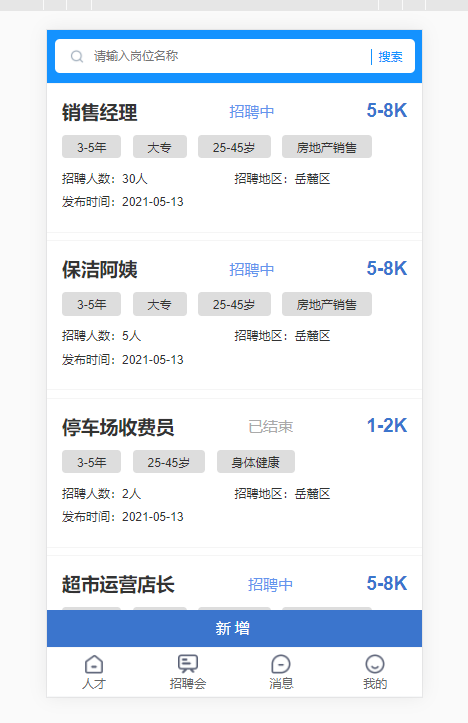 请输入岗位名称 搜索
销售经理 招聘中 5-8K
3-5年 大专 25-45岁 房地产销售
招聘人数：30人 招聘地区：岳麓区
发布时间：2021-05-13
保洁阿姨 招聘中 5-8K
3-5年 大专 25-45岁 房地产销售
招聘人数：5人 招聘地区：岳麓区
发布时间：2021-05-13
停车场收费员 已结束 1-2K
3-5年 25-45岁 身体健康
招聘人数：2人 招聘地区：岳麓区
发布时间：2021-05-13
超市运营店长 招聘中 5-8K
新增
人才 招聘会 消息 我的